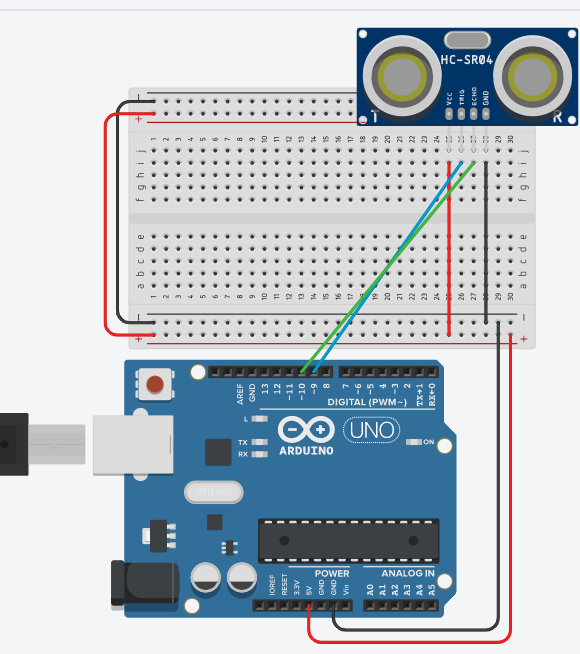 HC-SR04
VCC
TRIG
ECHO
GND
T
R
-
+
1 2 3 4 5 6 7 8 9 10 11 12 13 14 15 16 17 18 19 20 21 22 23 24 25 26 27 28 29 30
j j
i i
h h
g g
f f
e e
d d
c c
b b
a a
1 2 3 4 5 6 7 8 9 10 11 12 13 14 15 16 17 18 19 20 21 22 23 24 25 26 27 28 29 30
- -
+ +
AREF
GND
13
12
~11
~10
~9
8
7
~6
~5
4
~3
2
TX→1
RX←0
DIGITAL (PWM~)
L
TX
RX
ARDUINO
UNO
ON
POWER
ANALOG IN
IOREF
RESET
3.3V
5V
GND
GND
Vin
A0
A1
A2
A3
A4
A5